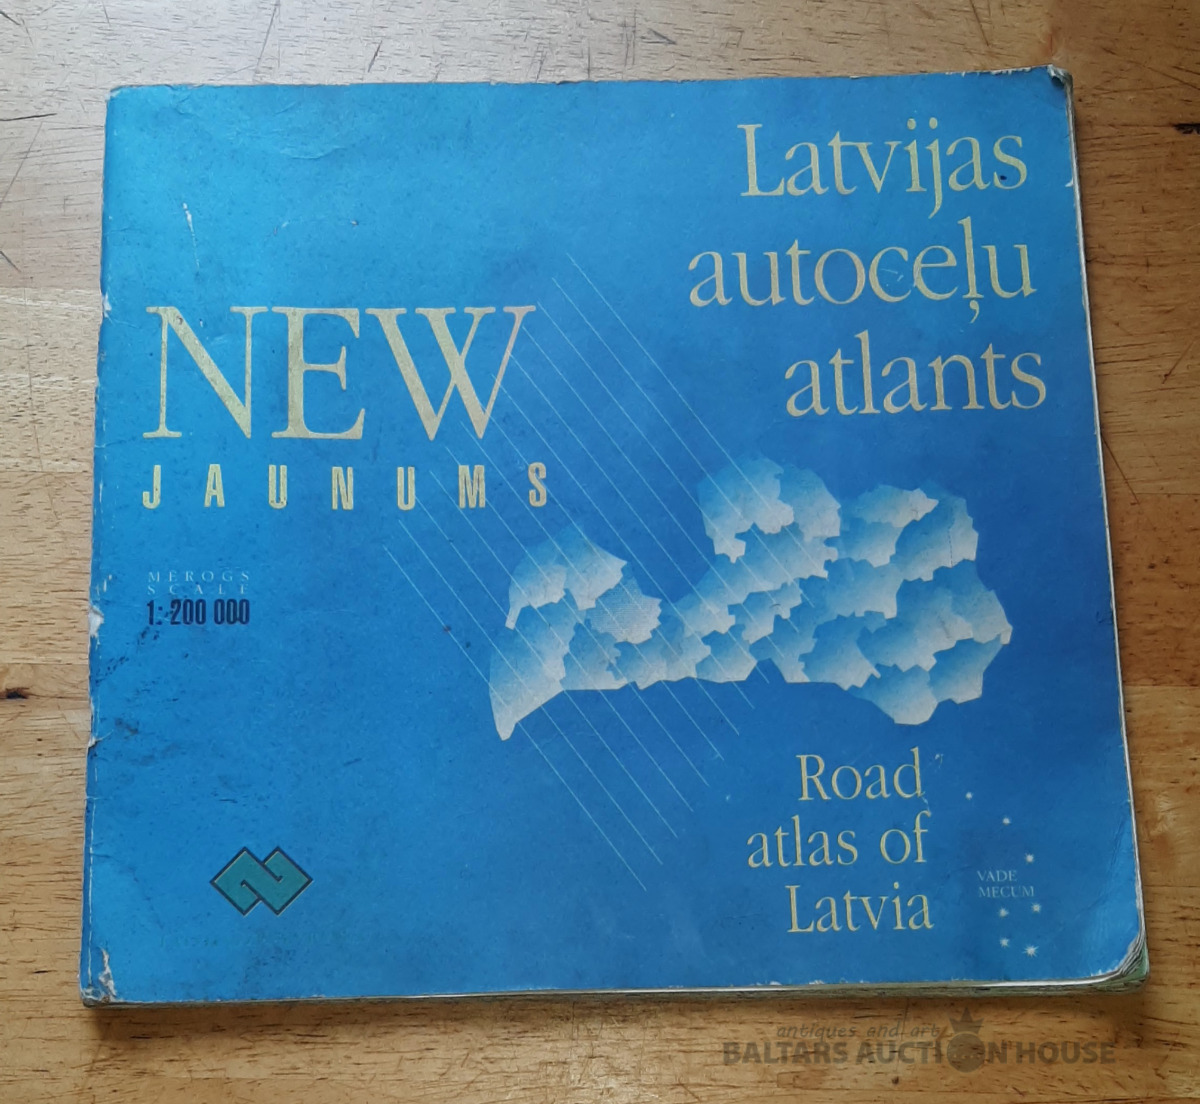 Latvijas
autoceļu
atlants
NEW
JAUNUMS
MĒROGS
SCALE
1:200 000
Road
atlas of
Latvia
VADE
MECUM
antiques and art
BALTARS AUCTION HOUSE